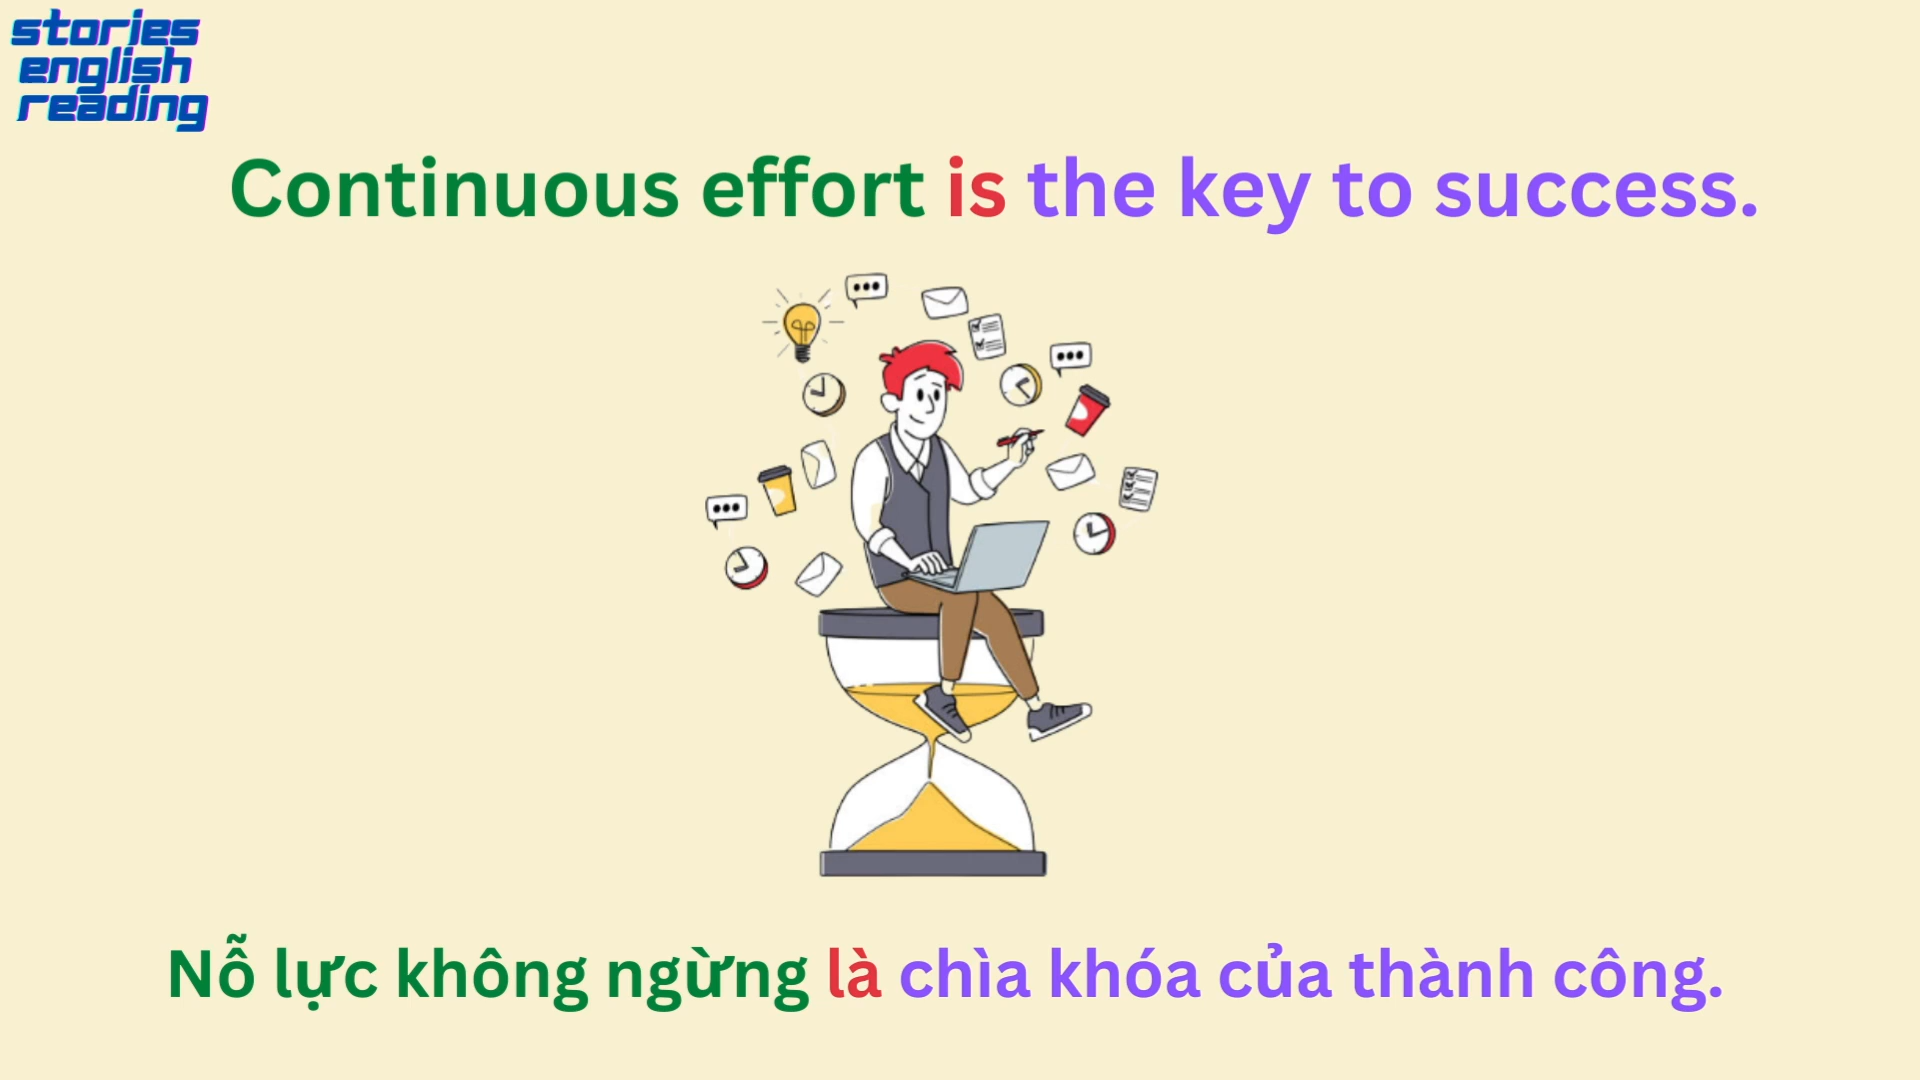 stories
english
reading
Continuous effort is the key to success.
Nỗ lực không ngừng là chìa khóa của thành công.